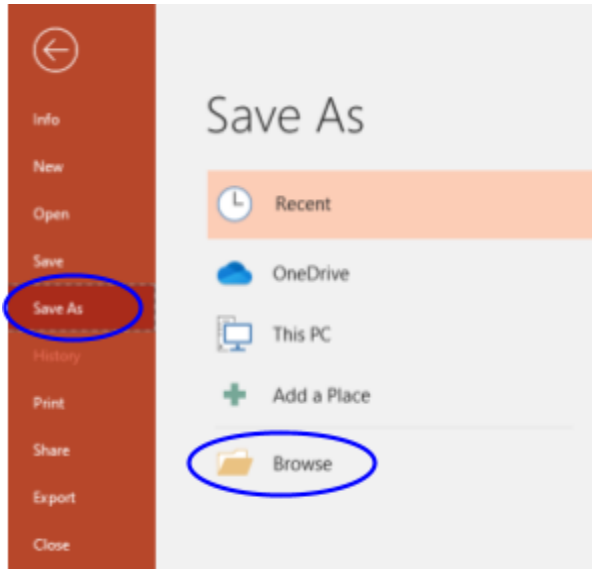 Info
New
Open
Save
Save As
History
Print
Share
Export
Close
Save As
Recent
OneDrive
This PC
Add a Place
Browse